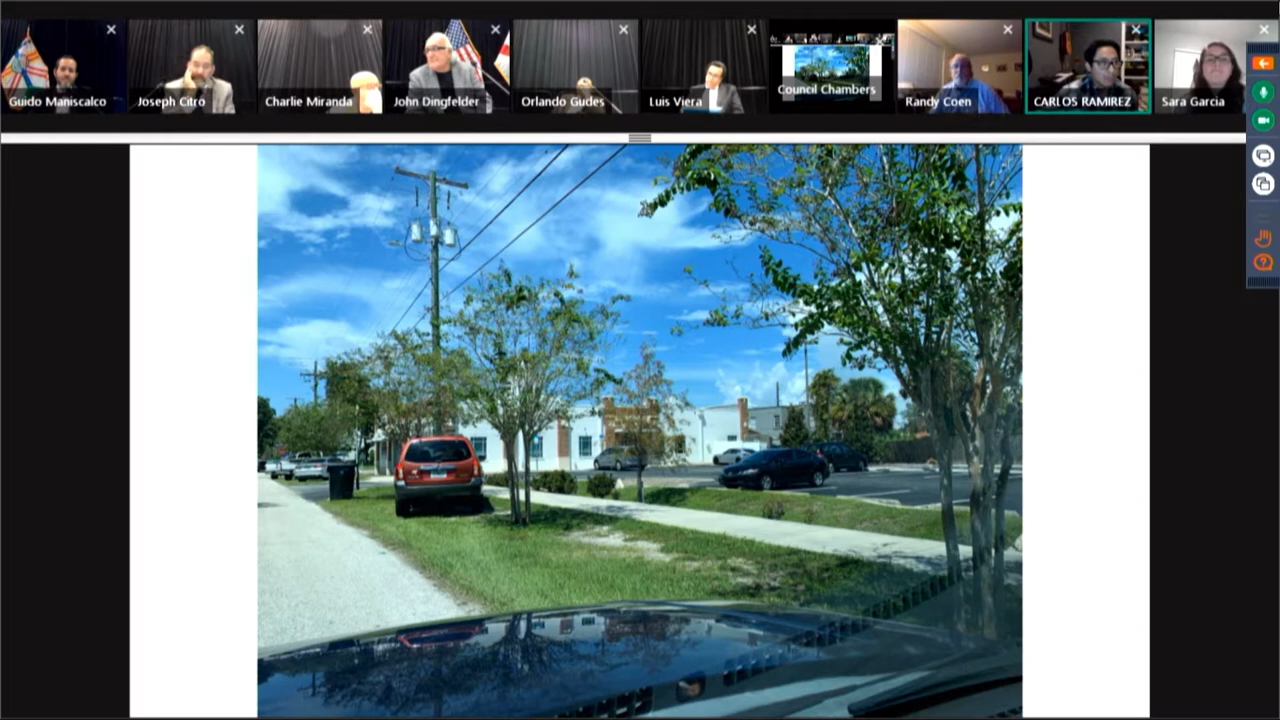 Guido Maniscalco
Joseph Citro
Charlie Miranda
John Dingfelder
Orlando Gudes
Luis Viera
Council Chambers
Randy Coen
CARLOS RAMIREZ
Sara Garcia